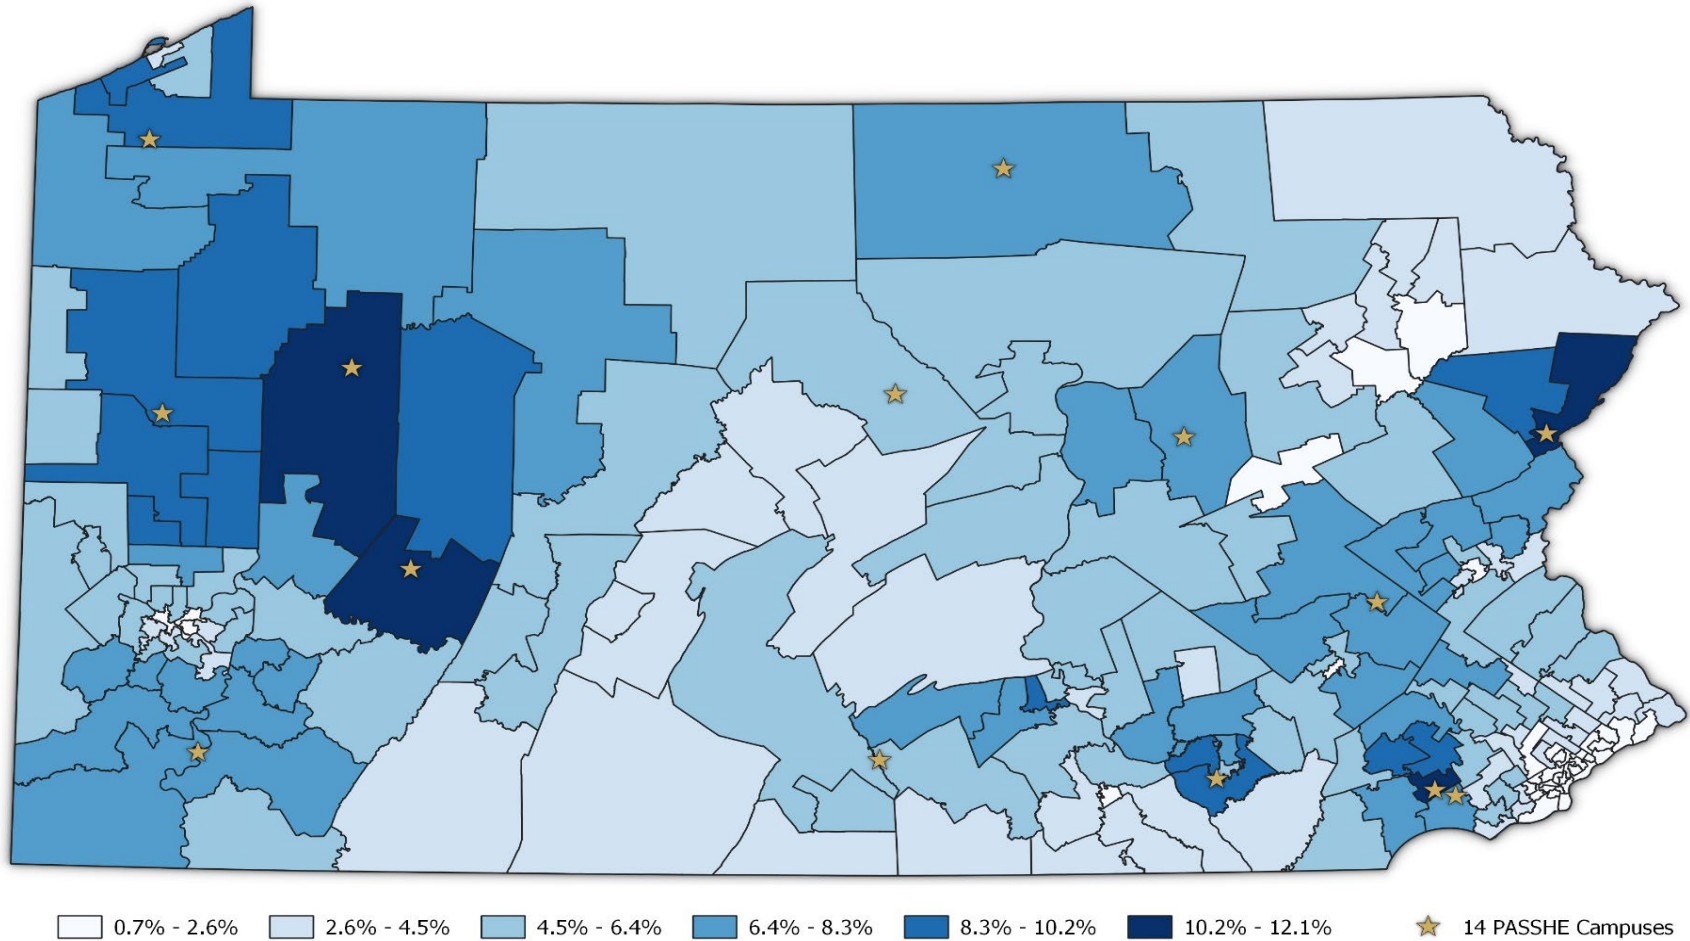 0.7% - 2.6% 2.6% - 4.5% 4.5% - 6.4% 6.4% - 8.3% 8.3% - 10.2% 10.2% - 12.1% 14 PASSHE Campuses